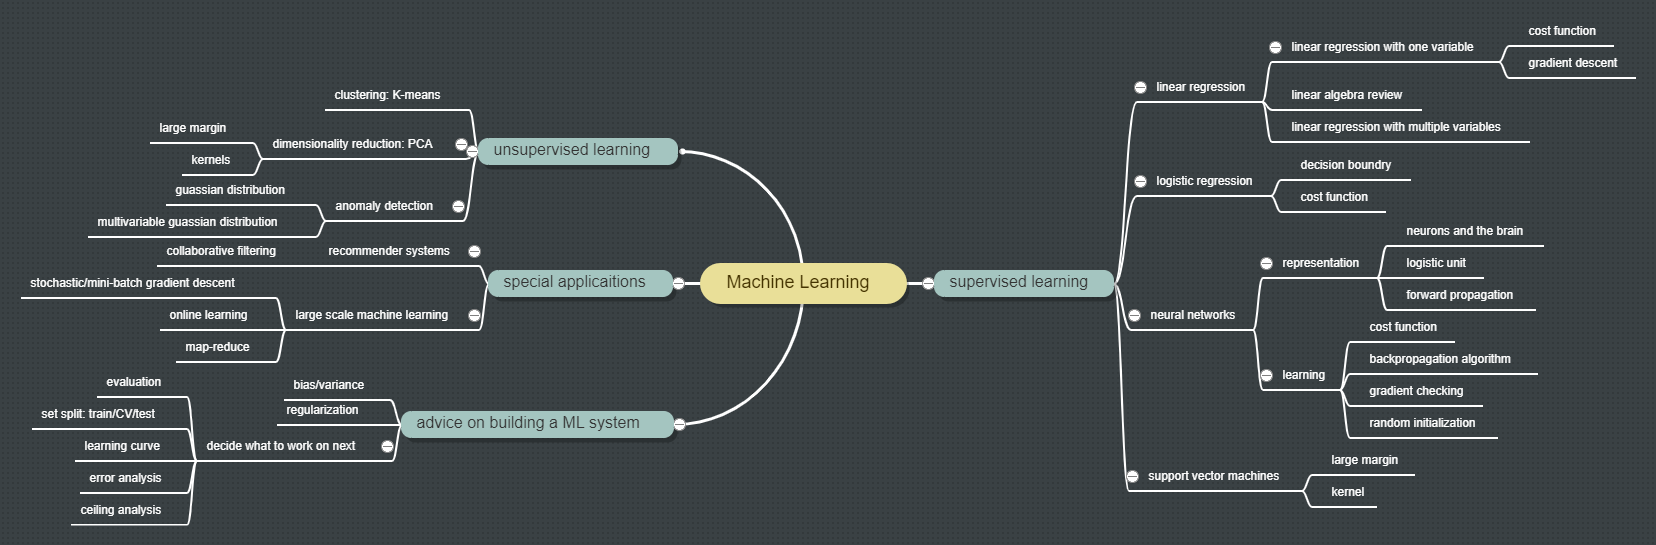 Machine Learning
unsupervised learning
clustering: K-means
dimensionality reduction: PCA
large margin
kernels
anomaly detection
guassian distribution
multivariable guassian distribution
special applicaitions
recommender systems
collaborative filtering
large scale machine learning
stochastic/mini-batch gradient descent
online learning
map-reduce
advice on building a ML system
bias/variance
regularization
decide what to work on next
evaluation
set split: train/CV/test
learning curve
error analysis
ceiling analysis
supervised learning
linear regression
linear regression with one variable
cost function
gradient descent
linear algebra review
linear regression with multiple variables
logistic regression
decision boundry
cost function
neural networks
representation
neurons and the brain
logistic unit
forward propagation
learning
cost function
backpropagation algorithm
gradient checking
random initialization
support vector machines
large margin
kernel